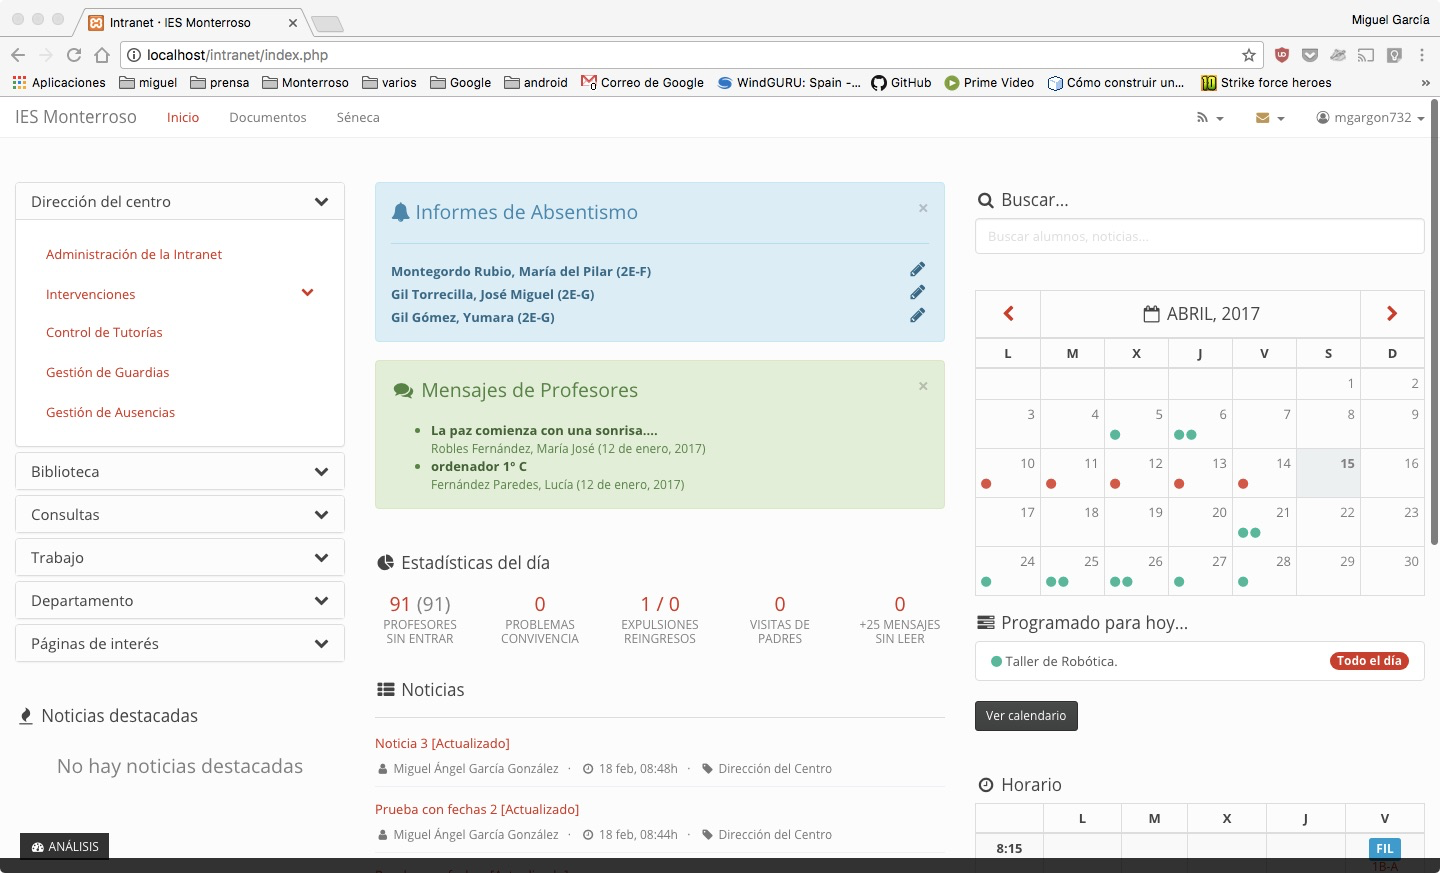 Intranet · IES Monterroso
Miguel García
localhost/intranet/index.php
Aplicaciones miguel prensa Monterroso varios Google android Correo de Google WindGURU: Spain -... GitHub Prime Video Cómo construir un... Strike force heroes »
IES Monterroso Inicio Documentos Séneca mgargon732
Dirección del centro
Administración de la Intranet
Intervenciones
Control de Tutorías
Gestión de Guardias
Gestión de Ausencias
Biblioteca
Consultas
Trabajo
Departamento
Páginas de interés
Noticias destacadas
No hay noticias destacadas
ANÁLISIS
Informes de Absentismo ×
Montegordo Rubio, María del Pilar (2E-F)
Gil Torrecilla, José Miguel (2E-G)
Gil Gómez, Yumara (2E-G)
Mensajes de Profesores ×
• La paz comienza con una sonrisa....
Robles Fernández, María José (12 de enero, 2017)
• ordenador 1º C
Fernández Paredes, Lucía (12 de enero, 2017)
Estadísticas del día
91 (91) 0 1 / 0 0 0
PROFESORES PROBLEMAS EXPULSIONES VISITAS DE +25 MENSAJES
SIN ENTRAR CONVIVENCIA REINGRESOS PADRES SIN LEER
Noticias
Noticia 3 [Actualizado]
Miguel Ángel García González · 18 feb, 08:48h · Dirección del Centro
Prueba con fechas 2 [Actualizado]
Miguel Ángel García González · 18 feb, 08:44h · Dirección del Centro
Buscar...
Buscar alumnos, noticias...
ABRIL, 2017
L M X J V S D
1 2
3 4 5 6 7 8 9
10 11 12 13 14 15 16
17 18 19 20 21 22 23
24 25 26 27 28 29 30
Programado para hoy...
Taller de Robótica. Todo el día
Ver calendario
Horario
L M X J V
8:15 FIL
1B-A